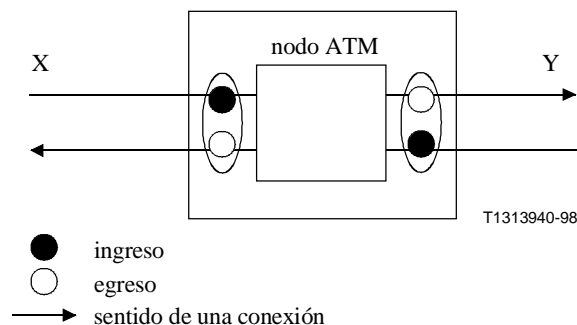 nodo ATM
X
Y
T1313940-98
ingreso
egreso
sentido de una conexión